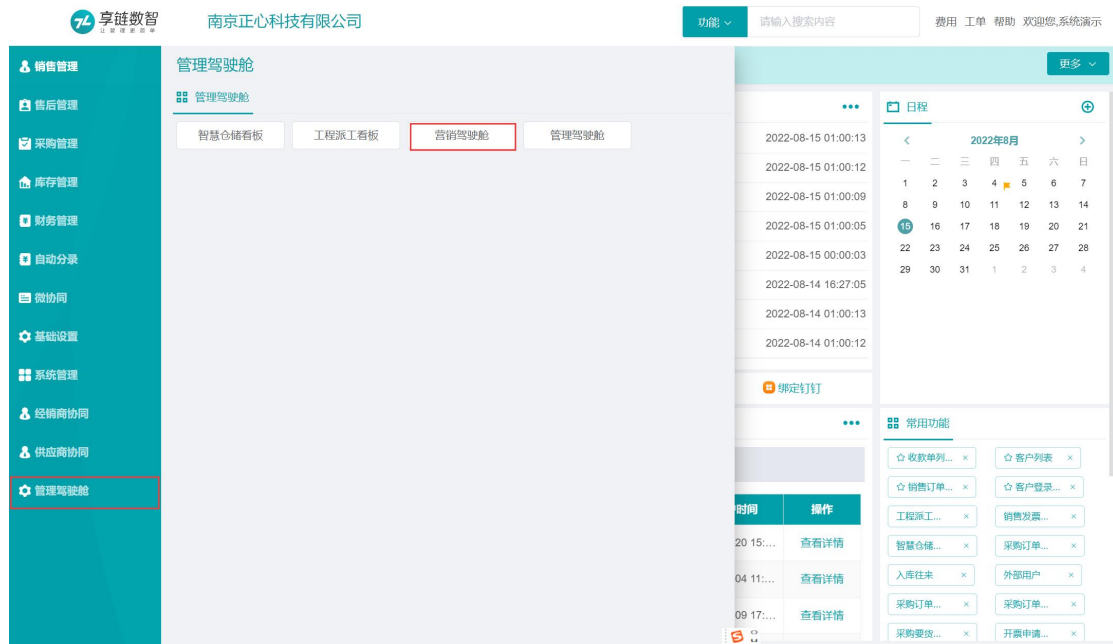 享链数智
让管理更简单
南京正心科技有限公司
功能
请输入搜索内容
费用 工单 帮助 欢迎您,系统演示
销售管理
售后管理
采购管理
库存管理
财务管理
自动分录
微协同
基础设置
系统管理
经销商协同
供应商协同
管理驾驶舱
管理驾驶舱
管理驾驶舱
智慧仓储看板 工程派工看板 营销驾驶舱 管理驾驶舱
更多
2022-08-15 01:00:13
2022-08-15 01:00:12
2022-08-15 01:00:09
2022-08-15 01:00:05
2022-08-15 00:00:03
2022-08-14 16:27:05
2022-08-14 01:00:13
2022-08-14 01:00:12
绑定钉钉
时间 操作
20 15:... 查看详情
04 11:... 查看详情
09 17:... 查看详情
日程
2022年8月
一 二 三 四 五 六 日
1 2 3 4 5 6 7
8 9 10 11 12 13 14
15 16 17 18 19 20 21
22 23 24 25 26 27 28
29 30 31 1 2 3 4
常用功能
收款单列... × 客户列表 ×
销售订单... × 客户登录... ×
工程派工... × 销售发票... ×
智慧仓储... × 采购订单... ×
入库往来 × 外部用户 ×
采购订单... × 采购订单... ×
采购要货... × 开票申请... ×